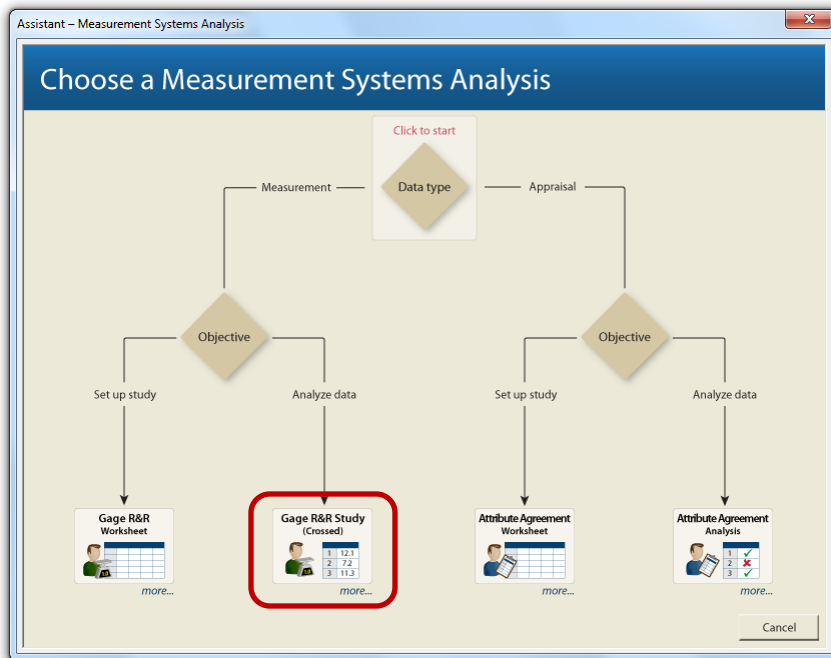 Assistant – Measurement Systems Analysis
Choose a Measurement Systems Analysis
Click to start
Measurement
Data type
Appraisal
Objective
Objective
Set up study
Analyze data
Set up study
Analyze data
Gage R&R
Worksheet
Gage R&R Study
(Crossed)
1 12.1
2 7.2
3 11.3
Attribute Agreement
Worksheet
Attribute Agreement
Analysis
1
2
3
more...
more...
more...
more...
Cancel